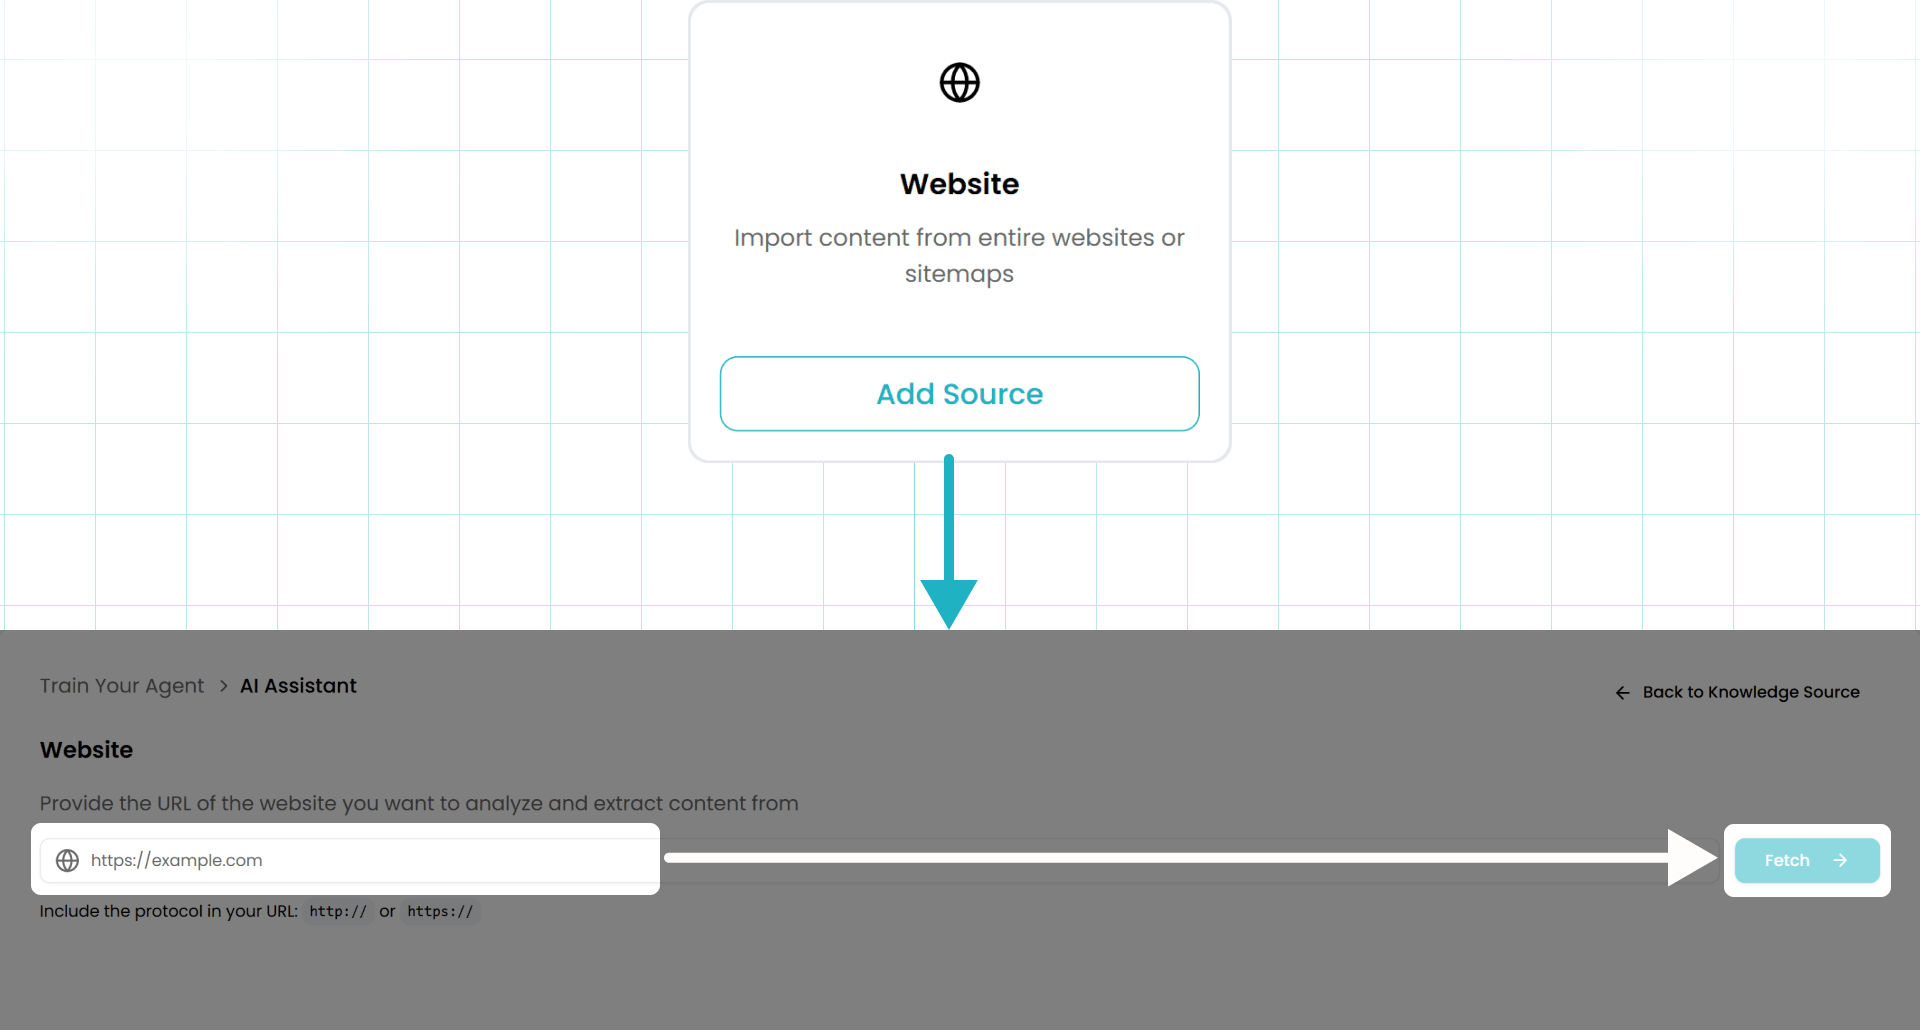 Website
Import content from entire websites or
sitemaps
Add Source
Train Your Agent > AI Assistant
Back to Knowledge Source
Website
Provide the URL of the website you want to analyze and extract content from
https://example.com
Fetch
Include the protocol in your URL: http:// or https://